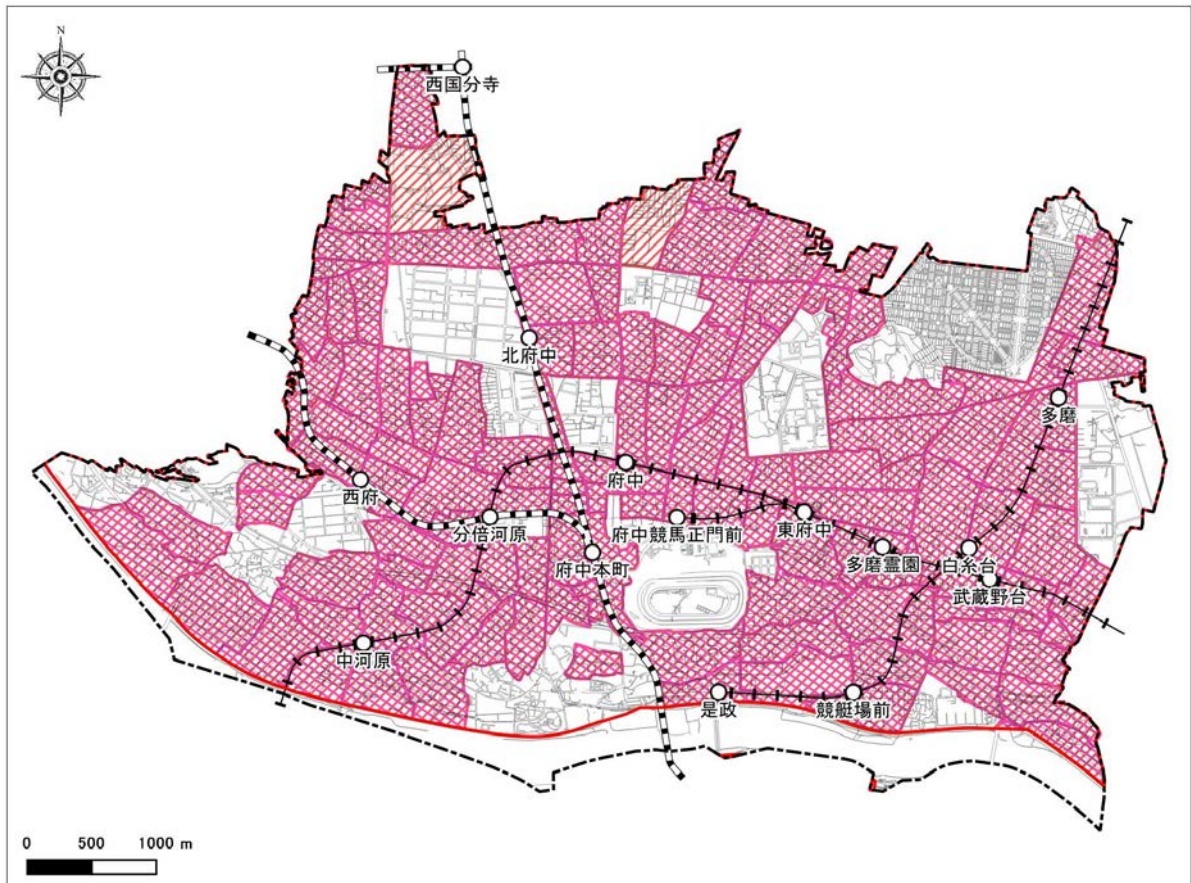 N
西国分寺
北府中
多磨
府中
西府
分倍河原
府中競馬正門前
東府中
府中本町
多磨霊園
白糸台
武蔵野台
中河原
是政
競艇場前
0 500 1000 m